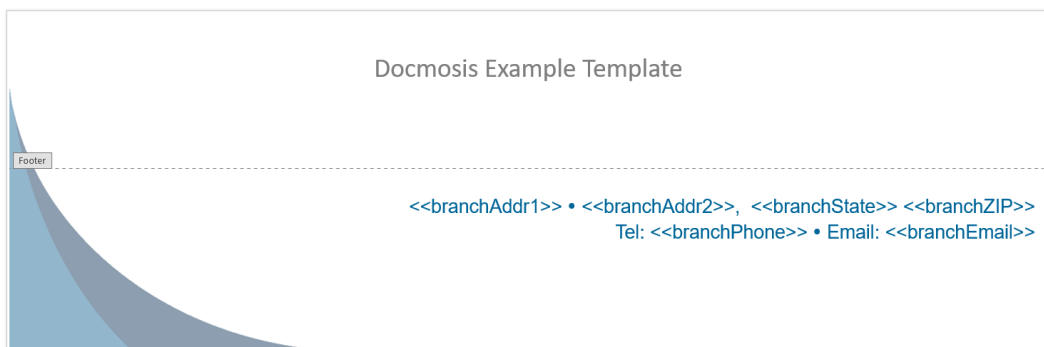 Docmosis Example Template
Footer
<<branchAddr1>> • <<branchAddr2>>, <<branchState>> <<branchZIP>>
Tel: <<branchPhone>> • Email: <<branchEmail>>